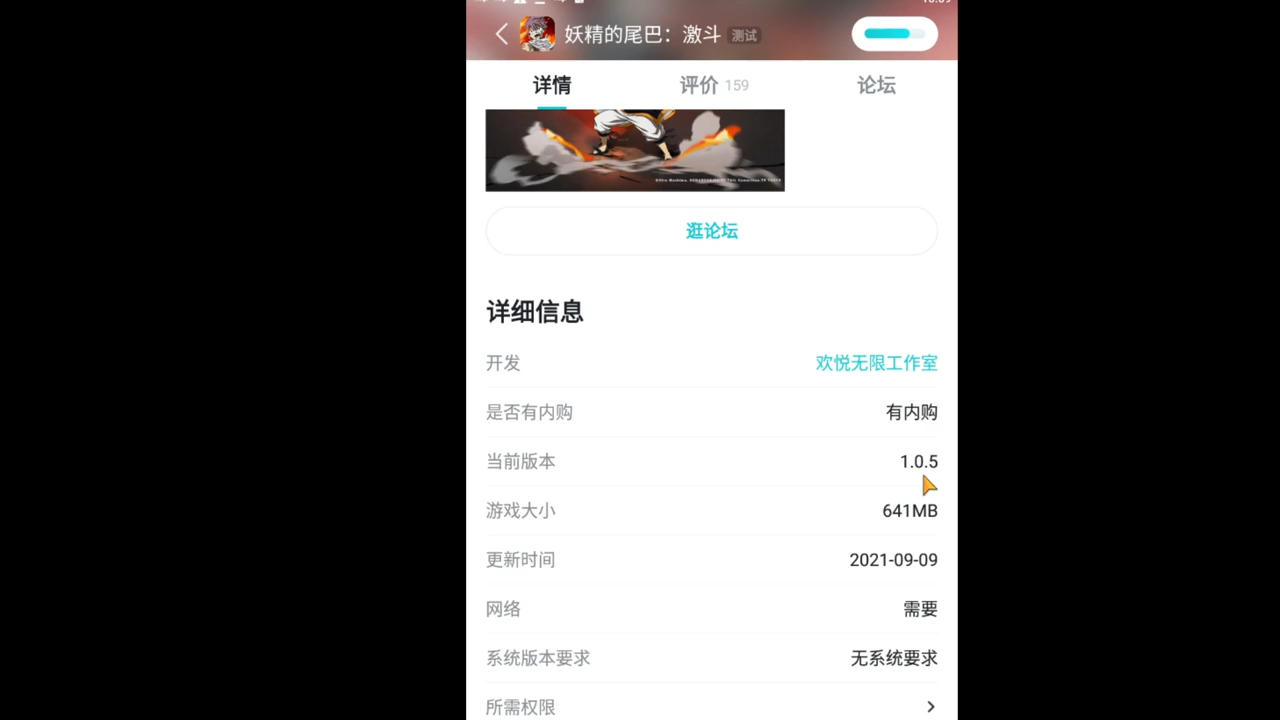 妖精的尾巴：激斗 测试
详情 评价 159 论坛
逛论坛
详细信息
开发 欢悦无限工作室
是否有内购 有内购
当前版本 1.0.5
游戏大小 641MB
更新时间 2021-09-09
网络 需要
系统版本要求 无系统要求
所需权限